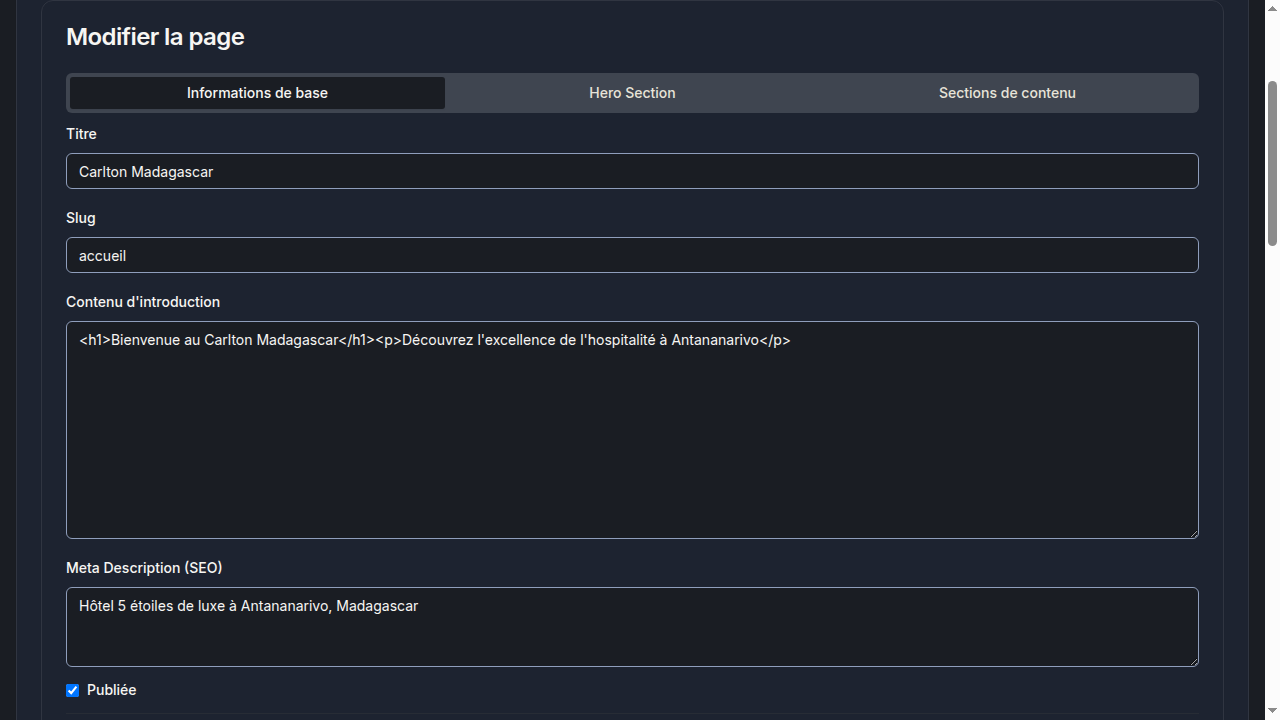 Modifier la page
Informations de base
Hero Section
Sections de contenu
Titre
Carlton Madagascar
Slug
accueil
Contenu d'introduction
<h1>Bienvenue au Carlton Madagascar</h1><p>Découvrez l'excellence de l'hospitalité à Antananarivo</p>
Meta Description (SEO)
Hôtel 5 étoiles de luxe à Antananarivo, Madagascar
Publiée